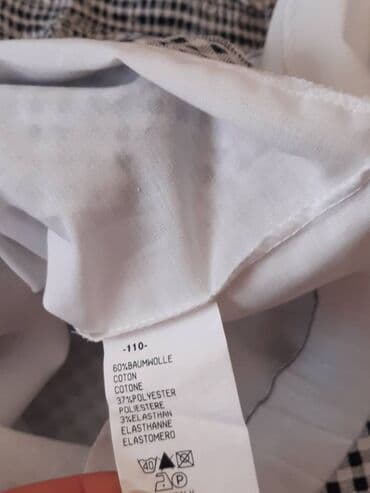 -110-
60%BAUMWOLLE
COTON
COTONE
37%POLYESTER
POLIESTERE
3%ELASTHAN
ELASTHANNE
ELASTOMERO
40
P